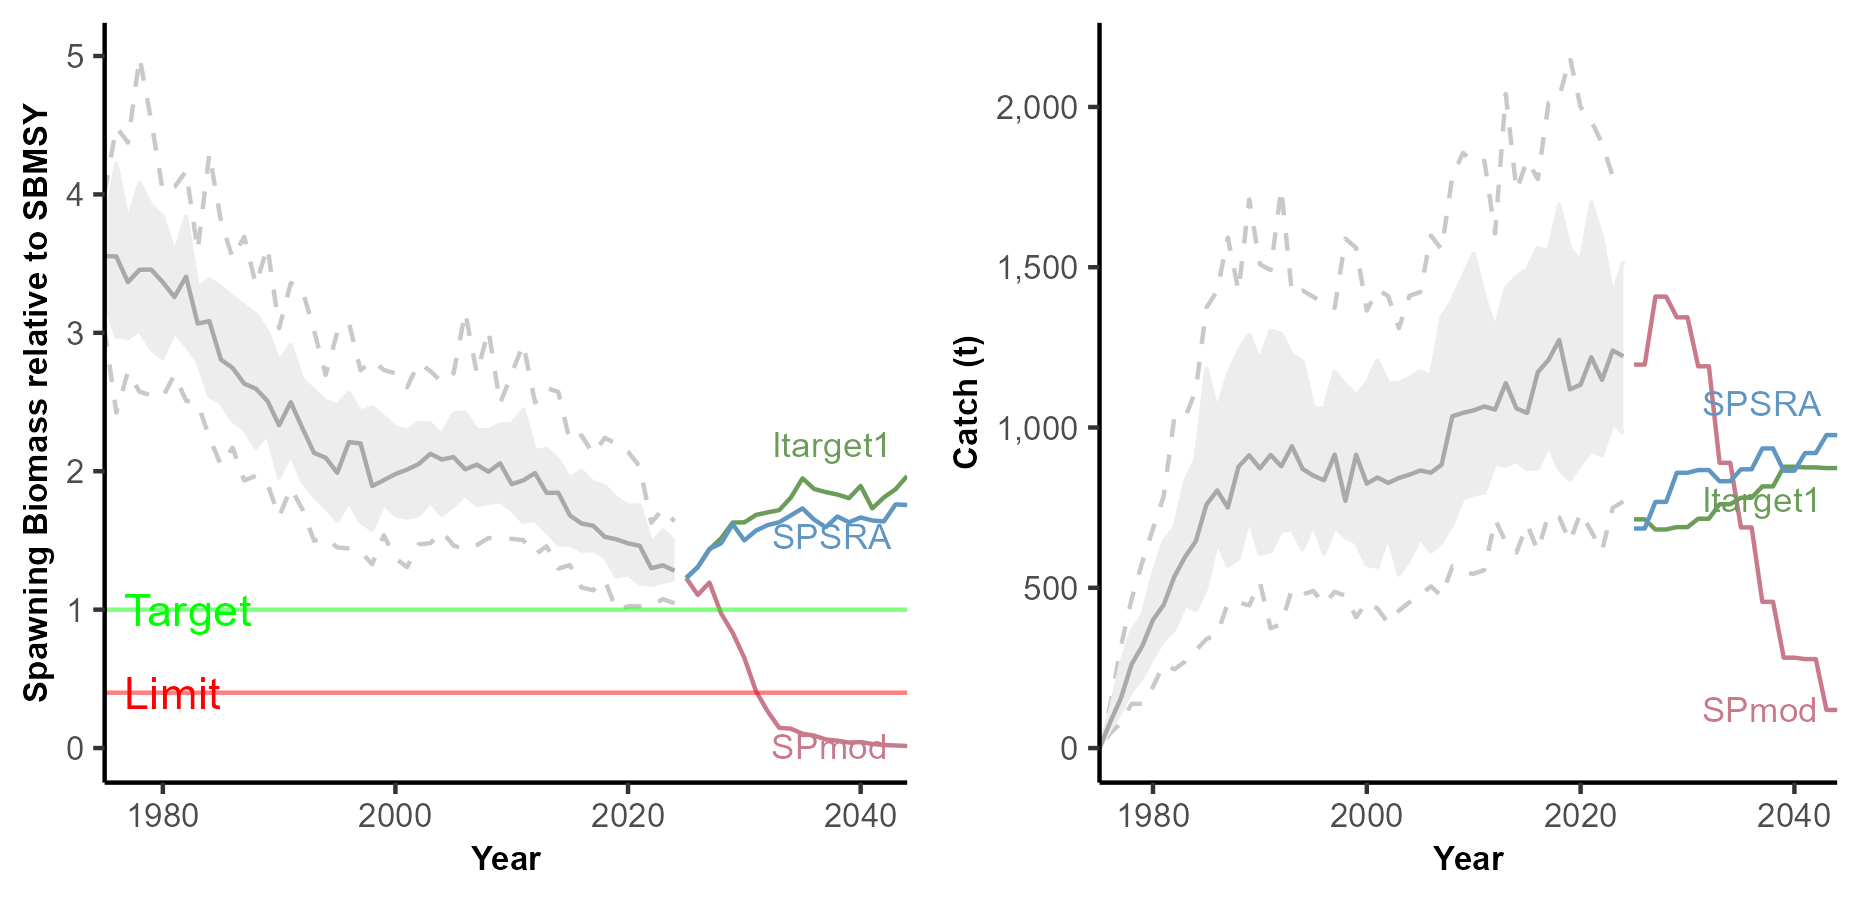 Spawning Biomass relative to SBMSY
5
4
3
2
1
0
Itarget1
SPSRA
Target
Limit
SPmod
1980
2000
2020
2040
Year
Catch (t)
2,000
1,500
1,000
500
0
SPSRA
Itarget1
SPmod
1980
2000
2020
2040
Year